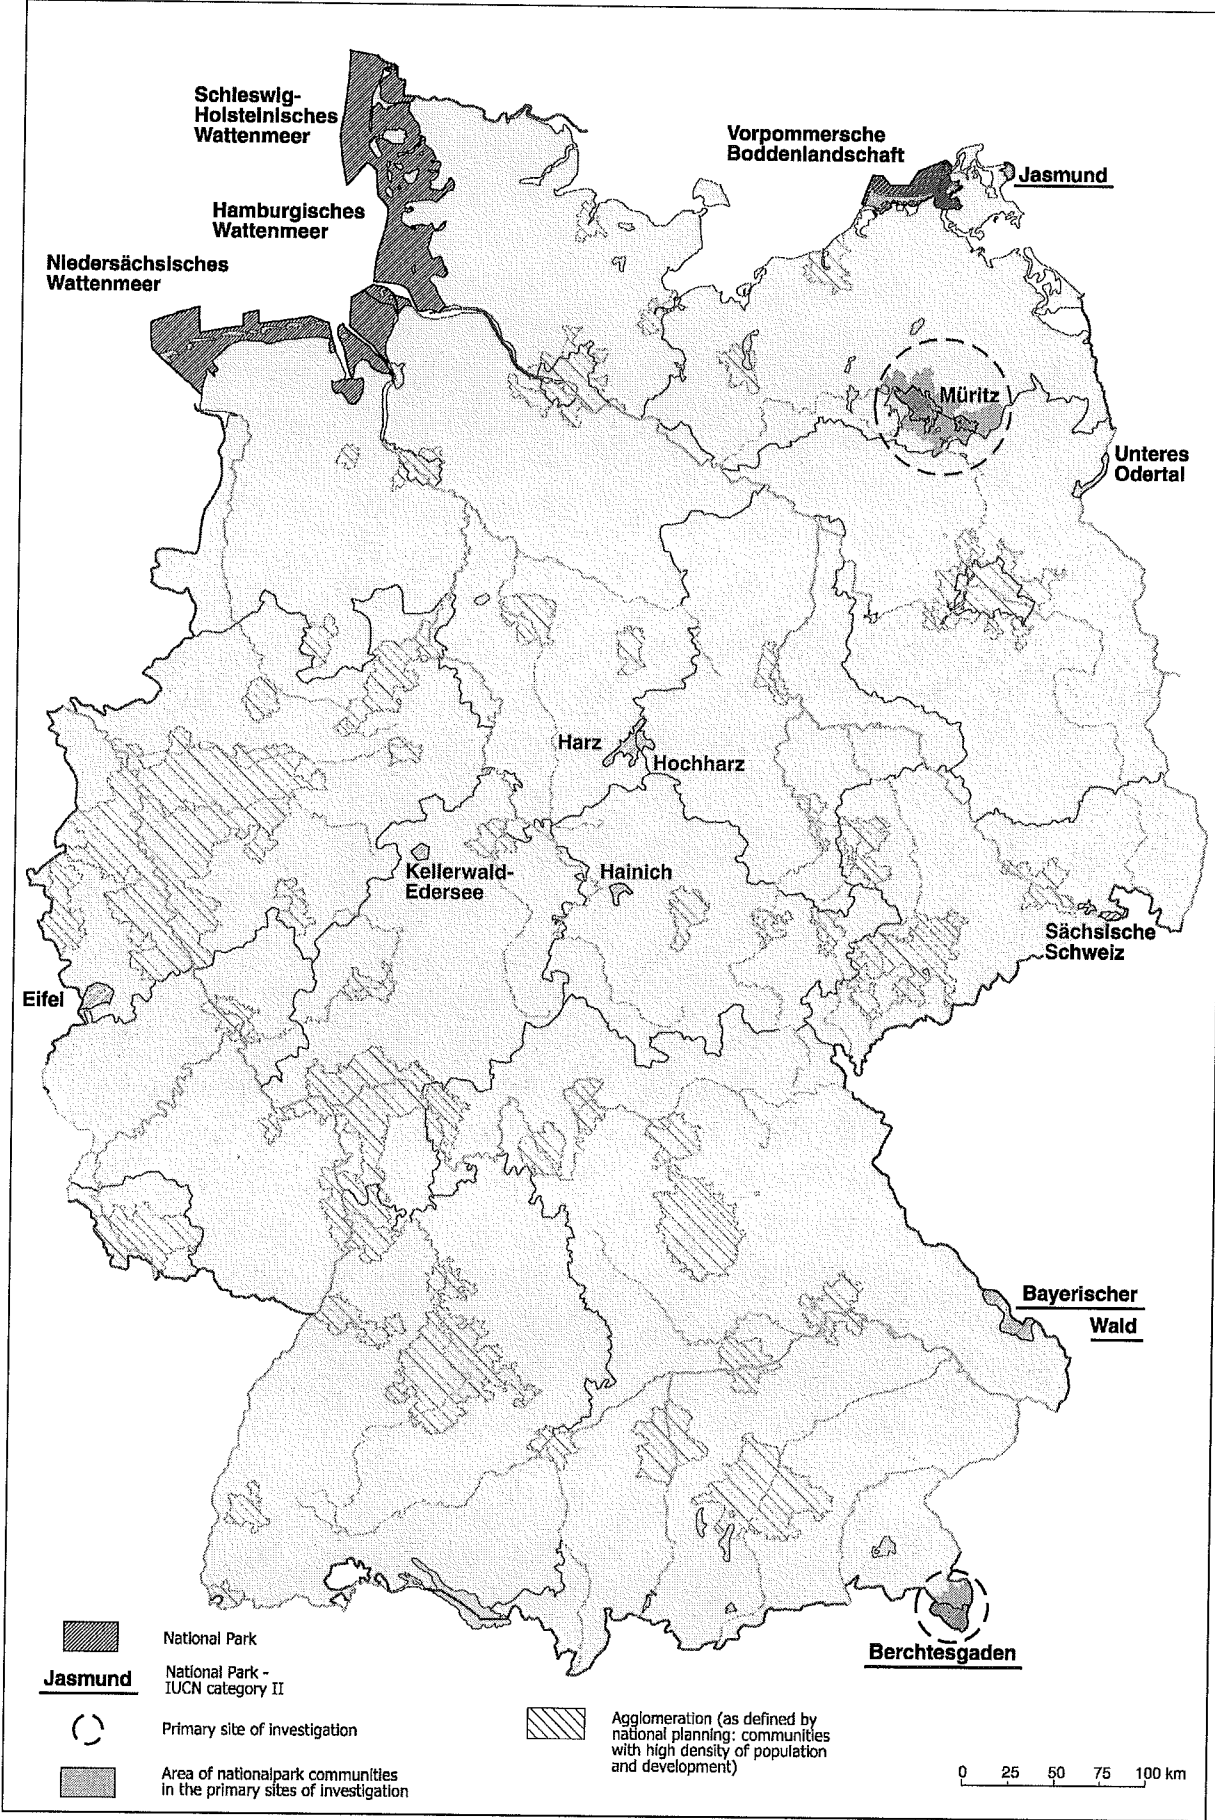 Schleswig-
Holsteinisches
Wattenmeer
Vorpommersche
Boddenlandschaft
Jasmund
Hamburgisches
Wattenmeer
Niedersächsisches
Wattenmeer
Müritz
Unteres
Odertal
Harz
Hochharz
Kellerwald-
Edersee
Hainich
Sächsische
Schweiz
Eifel
Bayerischer
Wald
Berchtesgaden
National Park
Jasmund
National Park -
IUCN category II
Primary site of investigation
Area of nationalpark communities
in the primary sites of investigation
Agglomeration (as defined by
national planning: communities
with high density of population
and development)
0 25 50 75 100 km